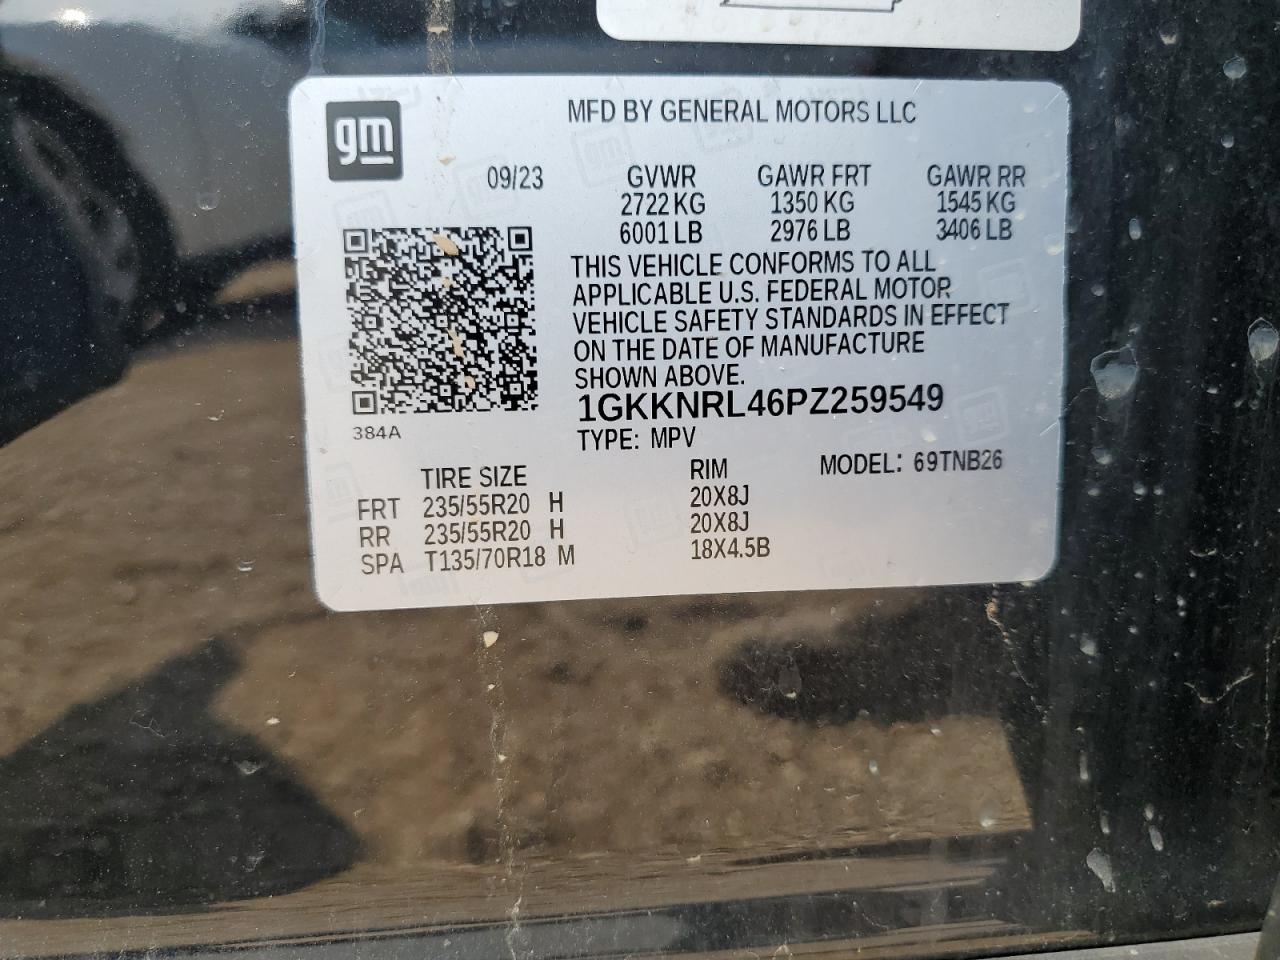 gm
MFD BY GENERAL MOTORS LLC
09/23 GVWR GAWR FRT GAWR RR
2722 KG 1350 KG 1545 KG
6001 LB 2976 LB 3406 LB
THIS VEHICLE CONFORMS TO ALL
APPLICABLE U.S. FEDERAL MOTOR
VEHICLE SAFETY STANDARDS IN EFFECT
ON THE DATE OF MANUFACTURE
SHOWN ABOVE.
1GKKNRL46PZ259549
384A
TYPE: MPV
TIRE SIZE RIM MODEL: 69TNB26
FRT 235/55R20 H 20X8J
RR 235/55R20 H 20X8J
SPA T135/70R18 M 18X4.5B